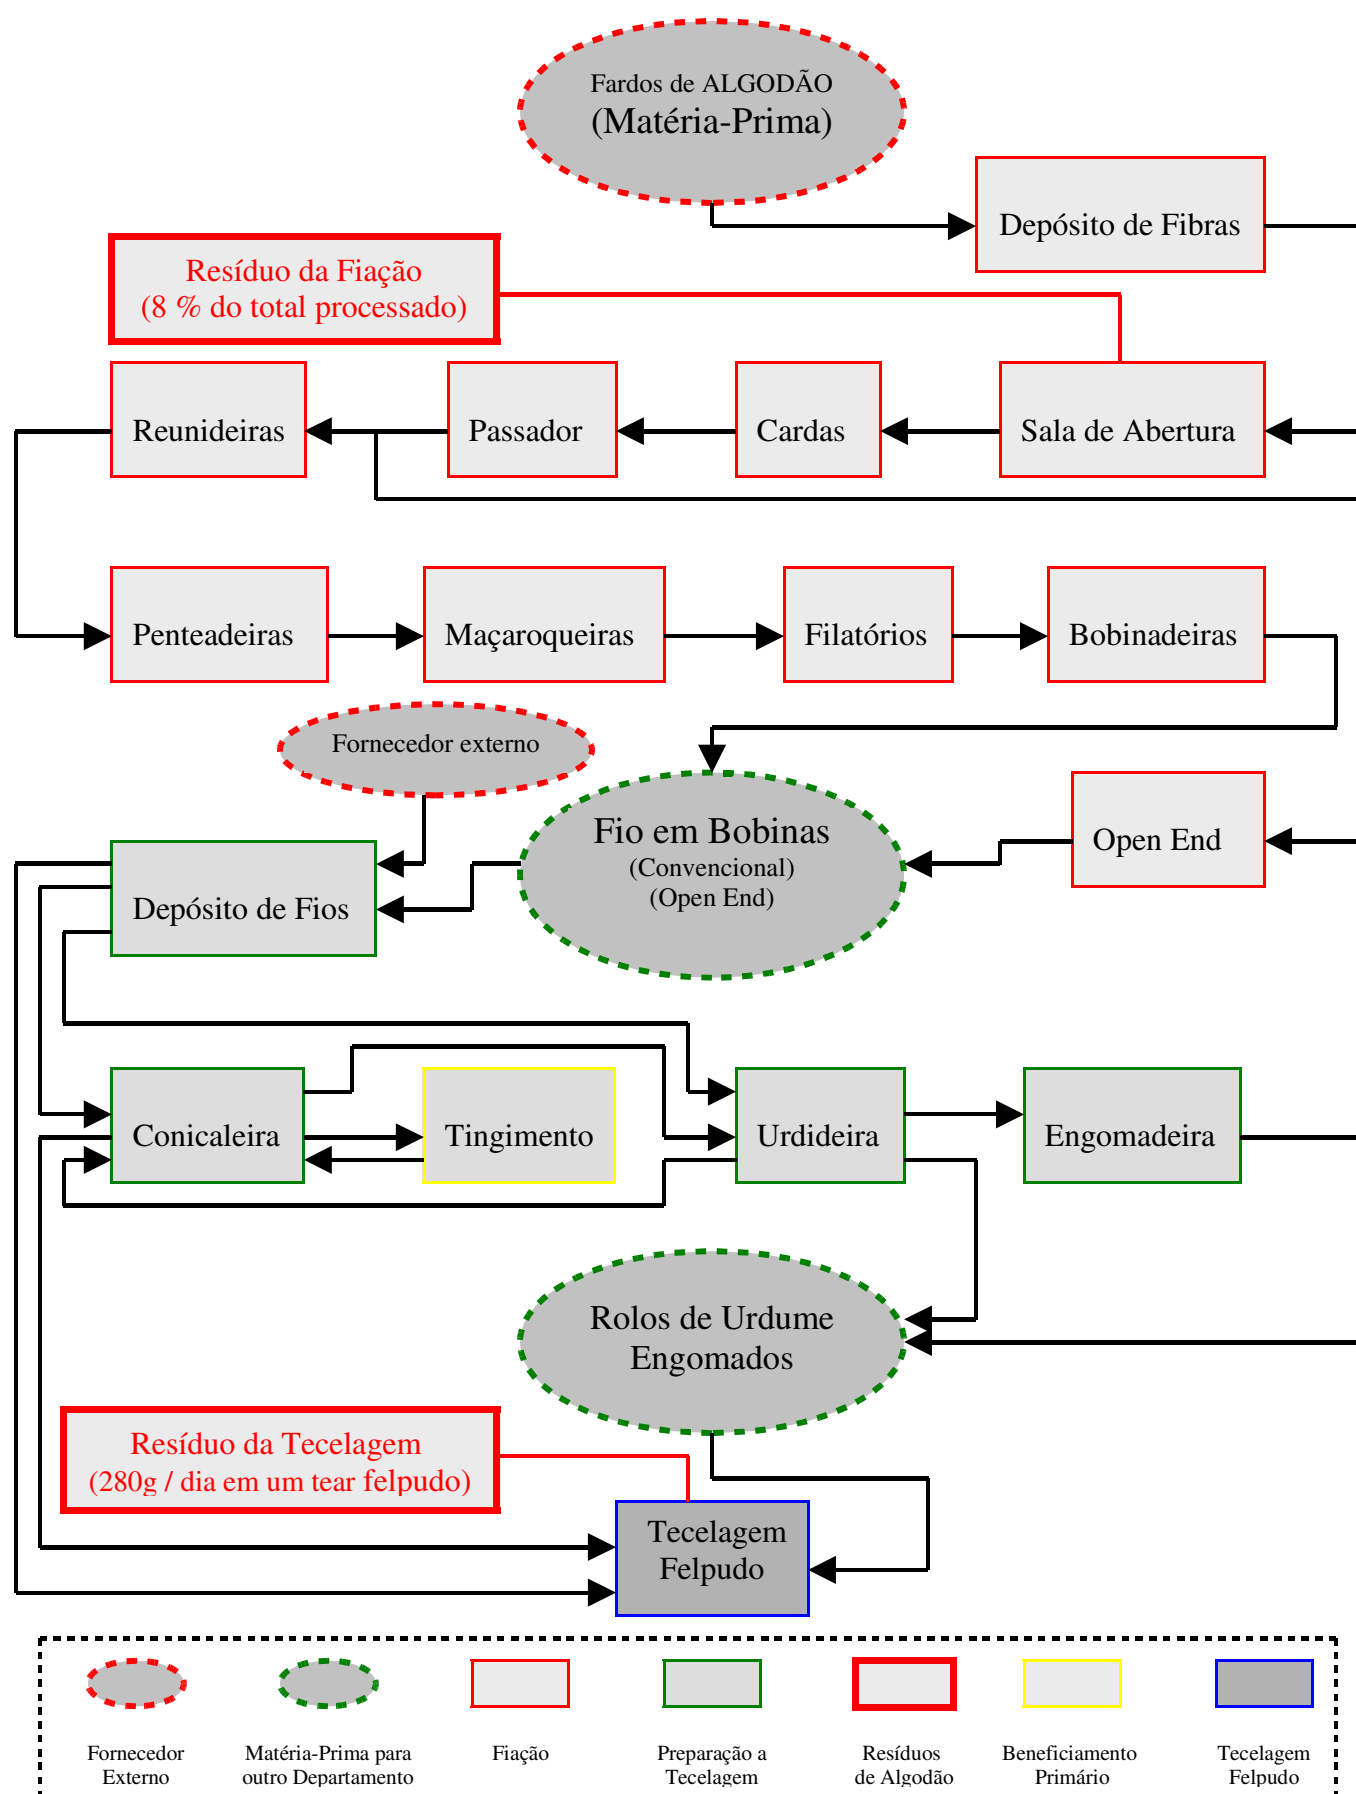 Fardos de ALGODÃO
(Matéria-Prima)
Depósito de Fibras
Resíduo da Fiação
(8 % do total processado)
Reunideiras
Passador
Cardas
Sala de Abertura
Penteadeiras
Maçaroqueiras
Filatórios
Bobinadeiras
Fornecedor externo
Fio em Bobinas
(Convencional)
(Open End)
Open End
Depósito de Fios
Conicaleira
Tingimento
Urdideira
Engomadeira
Rolos de Urdume
Engomados
Resíduo da Tecelagem
(280g / dia em um tear felpudo)
Tecelagem
Felpudo
Fornecedor
Externo
Matéria-Prima para
outro Departamento
Fiação
Preparação a
Tecelagem
Resíduos
de Algodão
Beneficiamento
Primário
Tecelagem
Felpudo